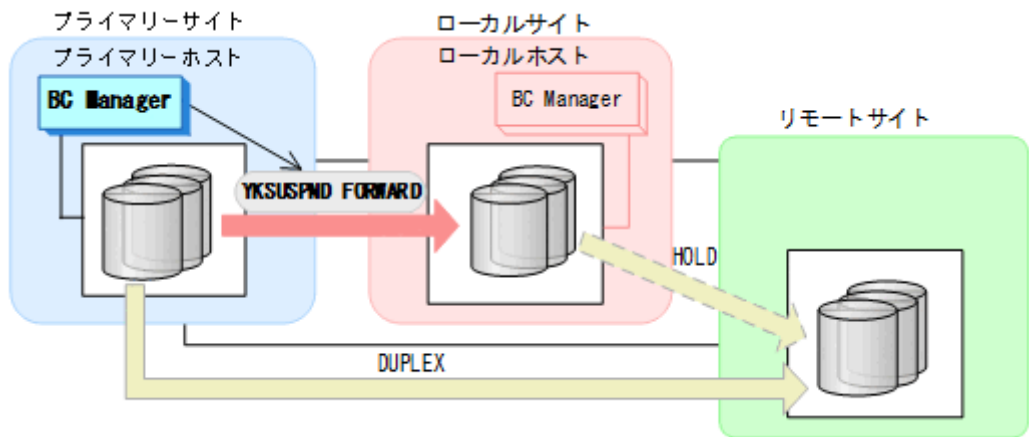 プライマリーサイト
プライマリーホスト
BC Manager
ローカルサイト
ローカルホスト
BC Manager
リモートサイト
YKSUSPND FORWARD
HOLD
DUPLEX